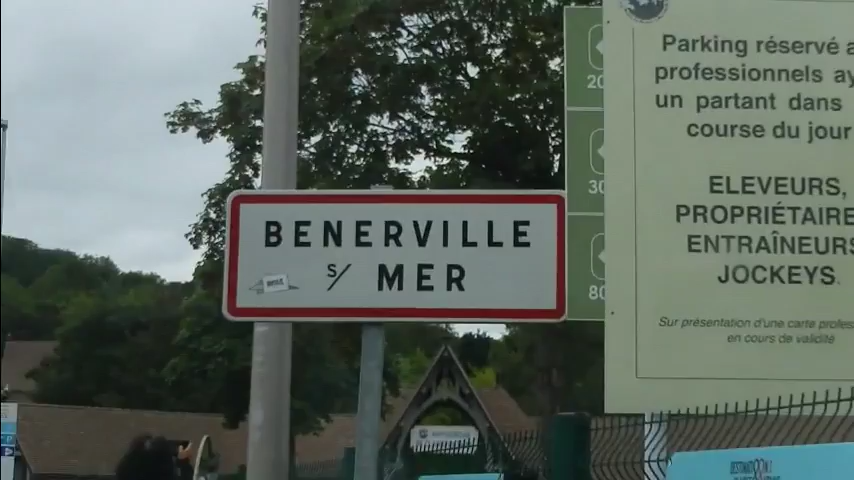 BENERVILLE
s/ MER
20
30
80
Parking réservé a
professionnels ay
un partant dans
course du jour
ELEVEURS,
PROPRIÉTAIRE
ENTRAÎNEURS
JOCKEYS.
Sur présentation d'une carte profes
en cours de validité